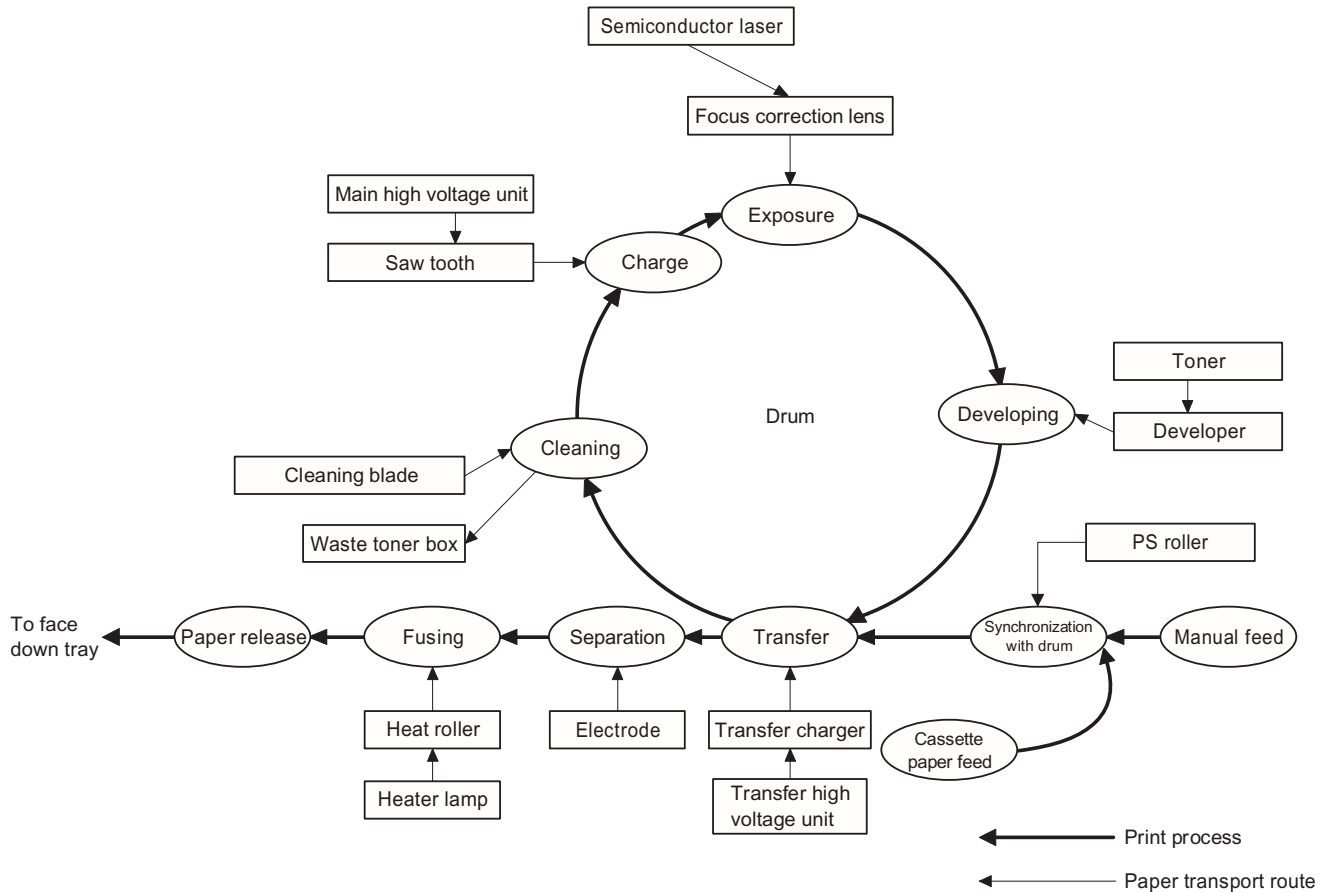 Semiconductor laser
Focus correction lens
Main high voltage unit
Exposure
Saw tooth
Charge
Toner
Drum
Developing
Developer
Cleaning
Cleaning blade
Waste toner box
PS roller
To face
down tray
Paper release
Fusing
Separation
Transfer
Synchronization
with drum
Manual feed
Heat roller
Electrode
Transfer charger
Cassette
paper feed
Heater lamp
Transfer high
voltage unit
Print process
Paper transport route